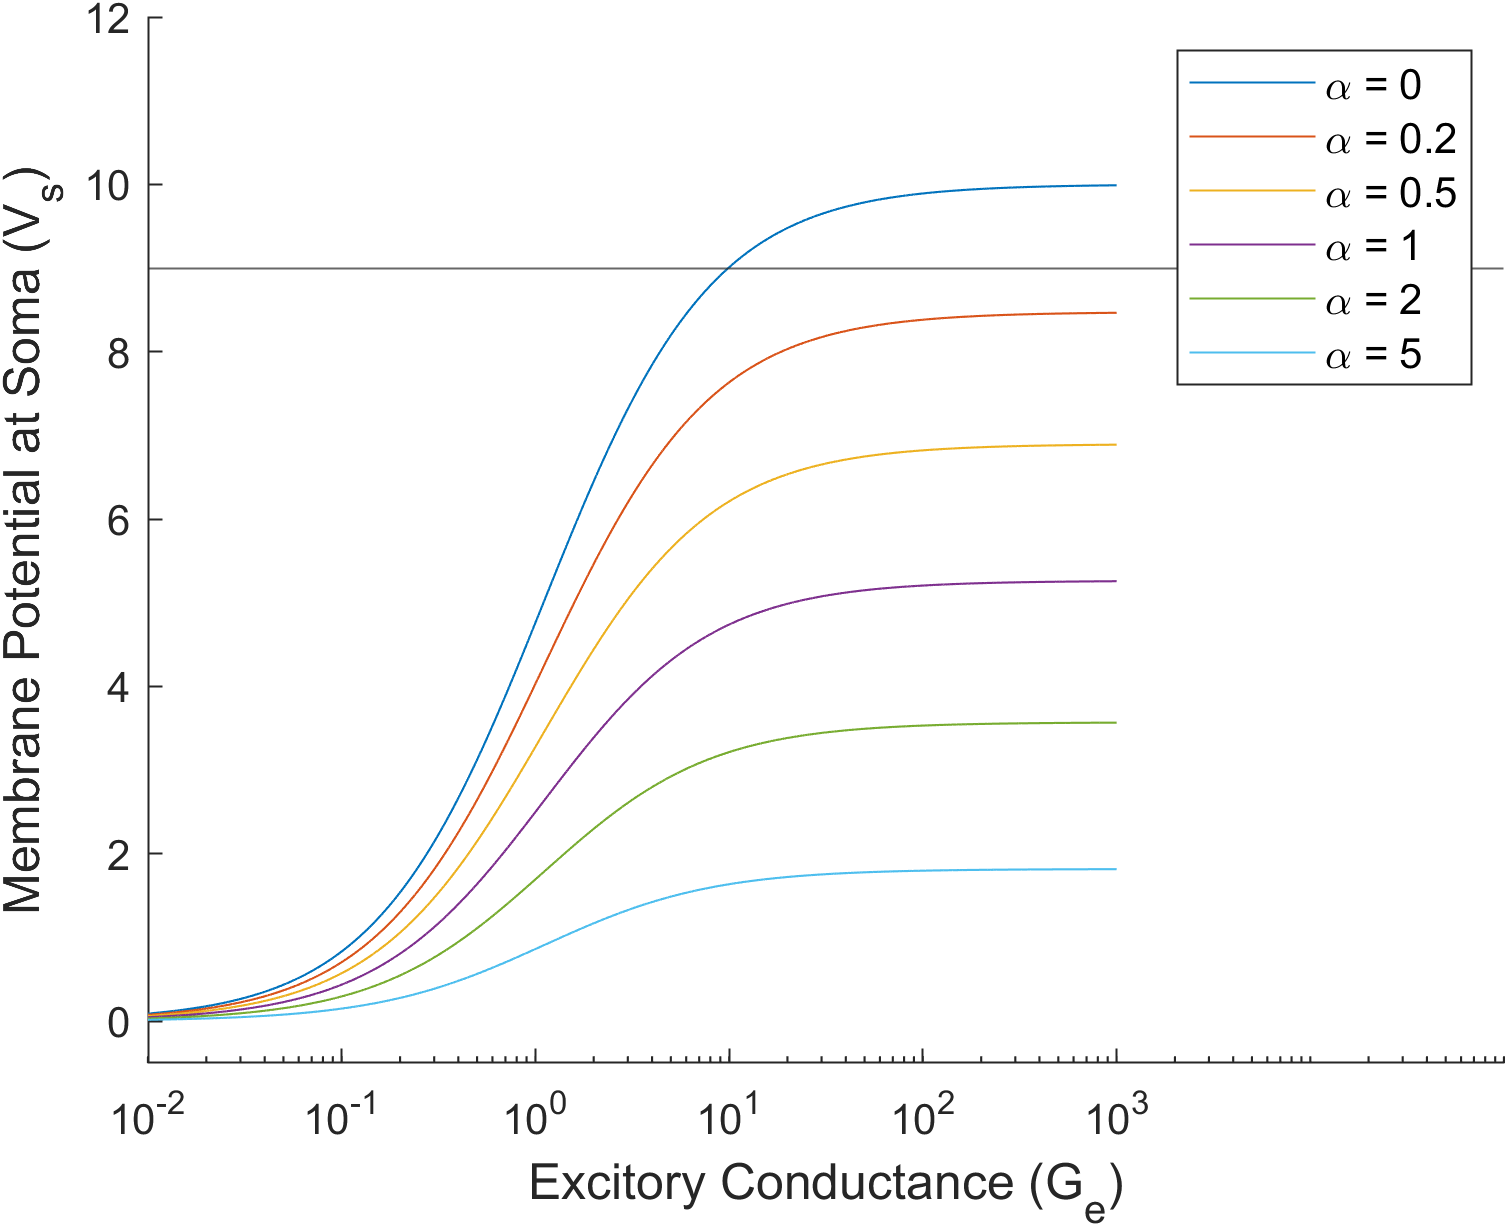 12
10
8
6
4
2
0
Membrane Potential at Soma (Vₛ)
α = 0
α = 0.2
α = 0.5
α = 1
α = 2
α = 5
10⁻² 10⁻¹ 10⁰ 10¹ 10² 10³
Excitory Conductance (Gₑ)